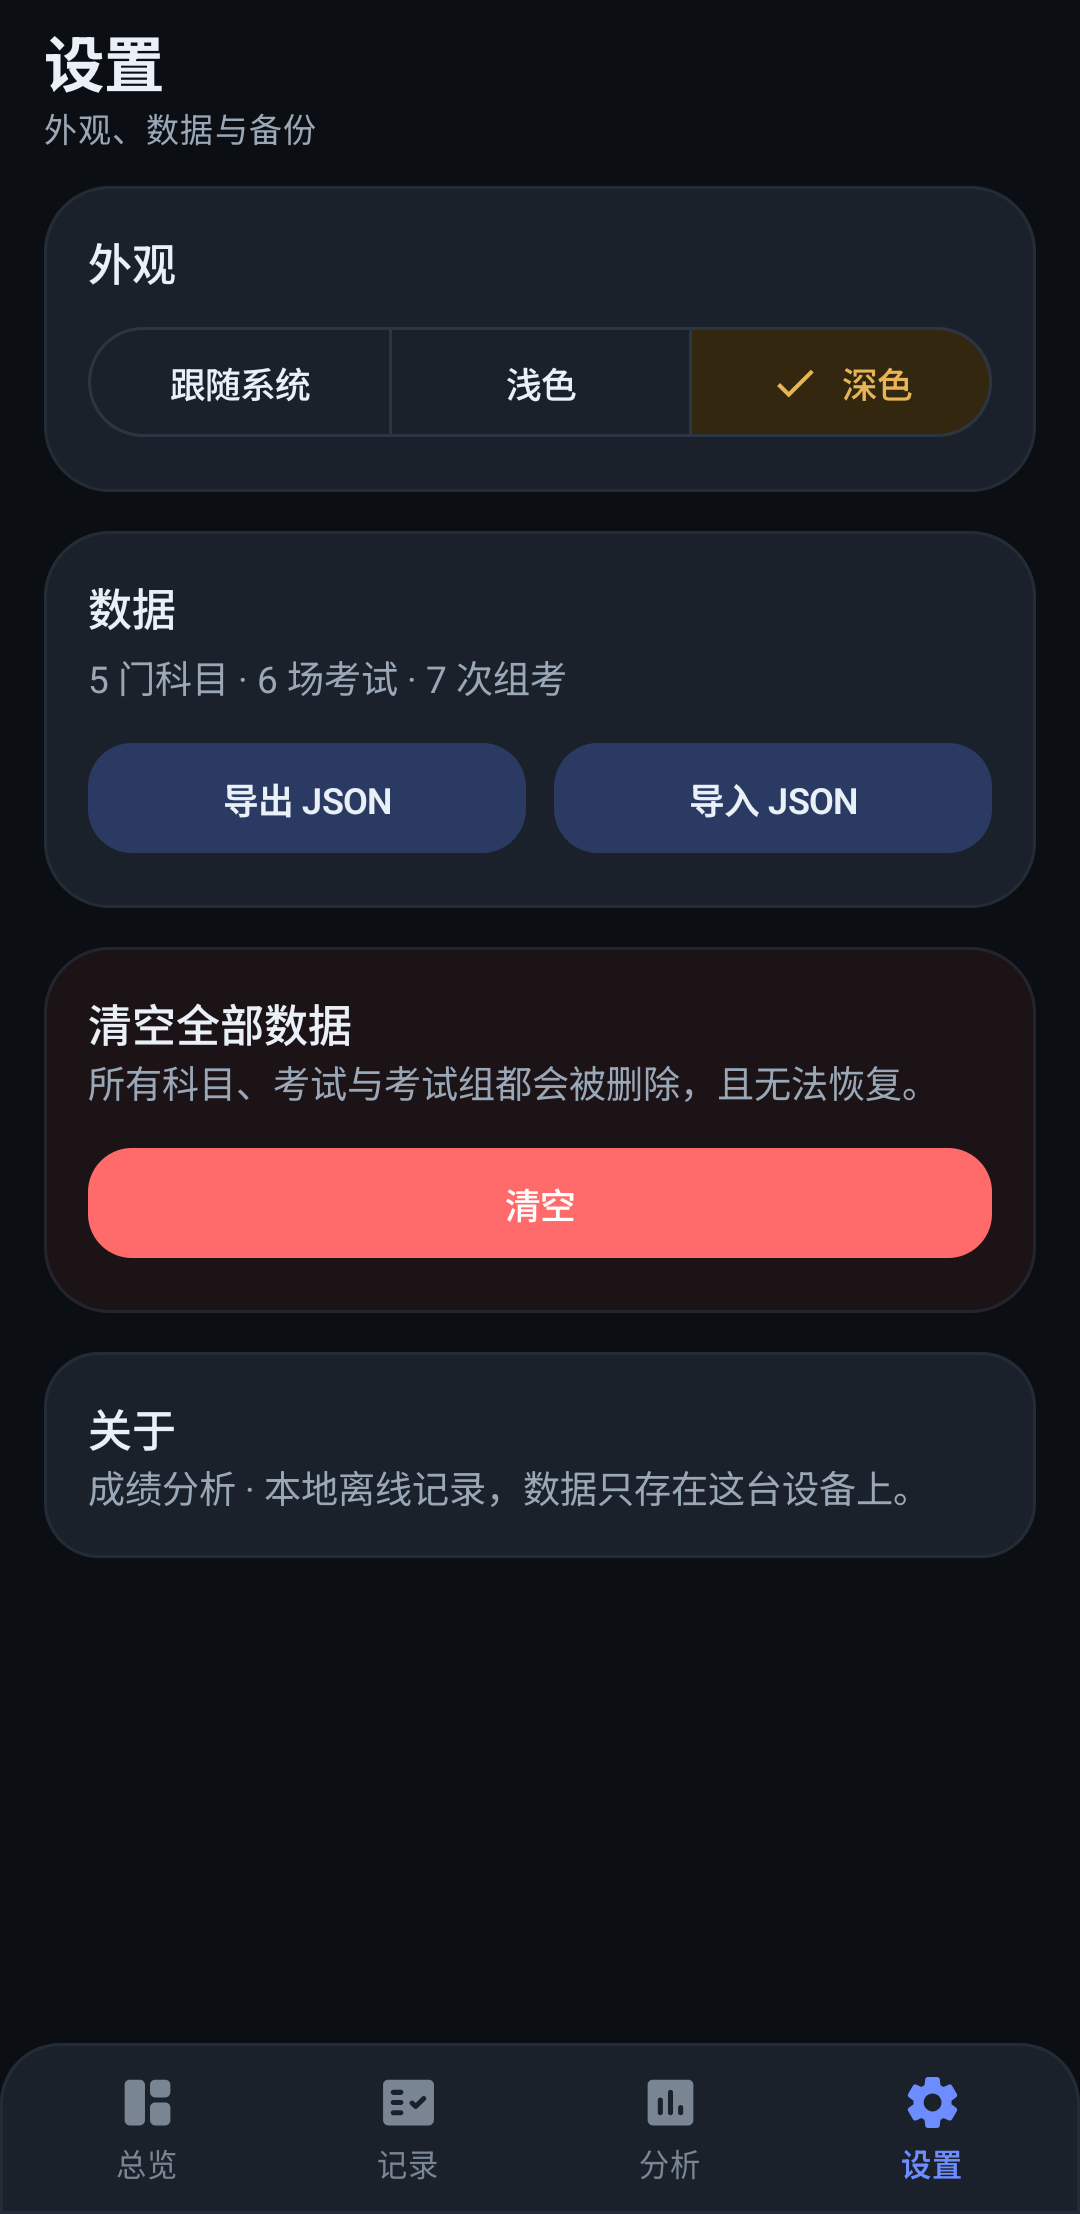 设置
外观、数据与备份
外观
跟随系统
浅色
深色
数据
5 门科目 · 6 场考试 · 7 次组考
导出 JSON
导入 JSON
清空全部数据
所有科目、考试与考试组都会被删除，且无法恢复。
清空
关于
成绩分析 · 本地离线记录，数据只存在这台设备上。
总览
记录
分析
设置